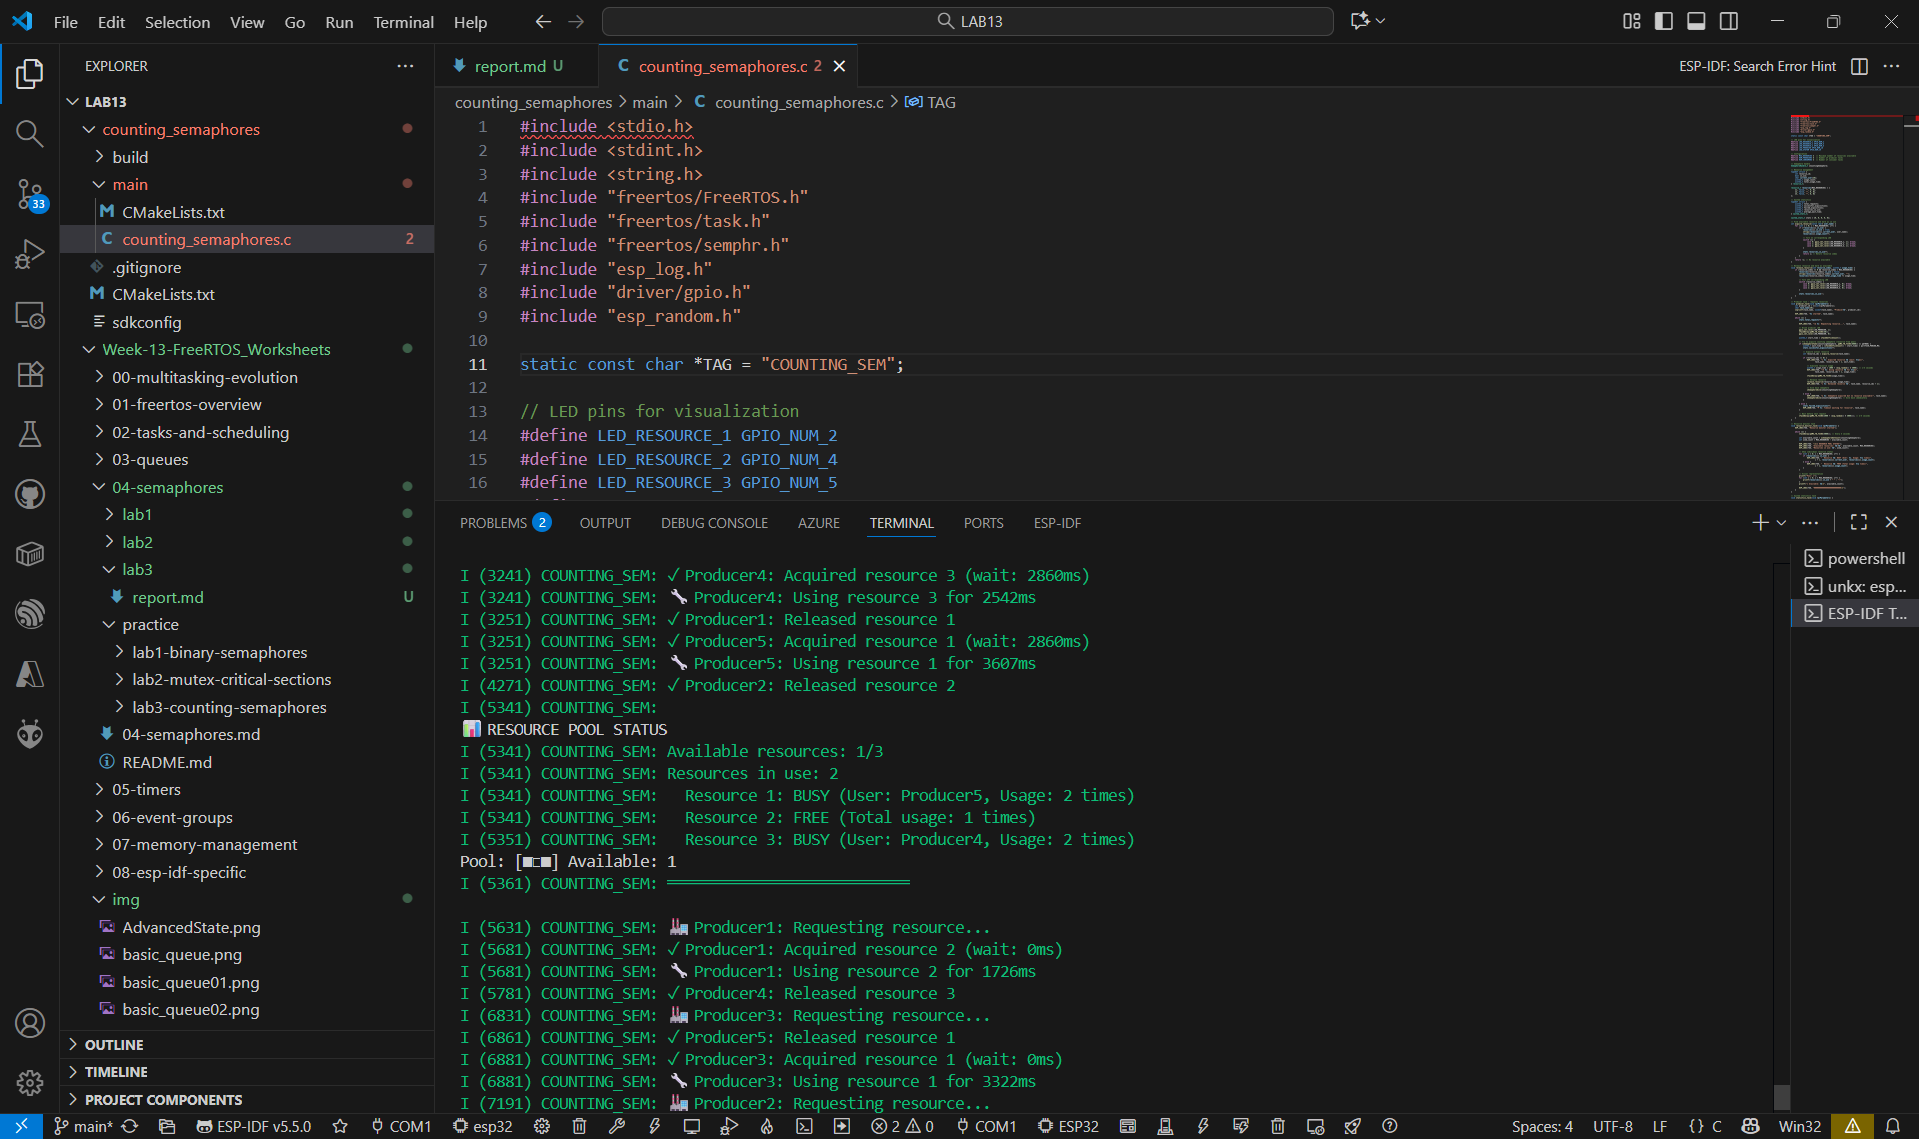 File Edit Selection View Go Run Terminal Help
LAB13
EXPLORER
LAB13
counting_semaphores
build
main
CMakeLists.txt
counting_semaphores.c 2
.gitignore
CMakeLists.txt
sdkconfig
Week-13-FreeRTOS_Worksheets
00-multitasking-evolution
01-freertos-overview
02-tasks-and-scheduling
03-queues
04-semaphores
lab1
lab2
lab3
report.md U
practice
lab1-binary-semaphores
lab2-mutex-critical-sections
lab3-counting-semaphores
04-semaphores.md
README.md
05-timers
06-event-groups
07-memory-management
08-esp-idf-specific
img
AdvancedState.png
basic_queue.png
basic_queue01.png
basic_queue02.png
OUTLINE
TIMELINE
PROJECT COMPONENTS
33
report.md U
counting_semaphores.c 2
ESP-IDF: Search Error Hint
counting_semaphores > main > C counting_semaphores.c > TAG
1 #include <stdio.h>
2 #include <stdint.h>
3 #include <string.h>
4 #include "freertos/FreeRTOS.h"
5 #include "freertos/task.h"
6 #include "freertos/semphr.h"
7 #include "esp_log.h"
8 #include "driver/gpio.h"
9 #include "esp_random.h"
10
11 static const char *TAG = "COUNTING_SEM";
12
13 // LED pins for visualization
14 #define LED_RESOURCE_1 GPIO_NUM_2
15 #define LED_RESOURCE_2 GPIO_NUM_4
16 #define LED_RESOURCE_3 GPIO_NUM_5
PROBLEMS 2 OUTPUT DEBUG CONSOLE AZURE TERMINAL PORTS ESP-IDF
powershell
unkx: esp...
ESP-IDF T...
I (3241) COUNTING_SEM: ✓ Producer4: Acquired resource 3 (wait: 2860ms)
I (3241) COUNTING_SEM: 🔧 Producer4: Using resource 3 for 2542ms
I (3251) COUNTING_SEM: ✓ Producer1: Released resource 1
I (3251) COUNTING_SEM: ✓ Producer5: Acquired resource 1 (wait: 2860ms)
I (3251) COUNTING_SEM: 🔧 Producer5: Using resource 1 for 3607ms
I (4271) COUNTING_SEM: ✓ Producer2: Released resource 2
I (5341) COUNTING_SEM:
📊 RESOURCE POOL STATUS
I (5341) COUNTING_SEM: Available resources: 1/3
I (5341) COUNTING_SEM: Resources in use: 2
I (5341) COUNTING_SEM: Resource 1: BUSY (User: Producer5, Usage: 2 times)
I (5341) COUNTING_SEM: Resource 2: FREE (Total usage: 1 times)
I (5351) COUNTING_SEM: Resource 3: BUSY (User: Producer4, Usage: 2 times)
Pool: [■□■] Available: 1
I (5361) COUNTING_SEM: ═══════════════════════════
I (5631) COUNTING_SEM: 🏭 Producer1: Requesting resource...
I (5681) COUNTING_SEM: ✓ Producer1: Acquired resource 2 (wait: 0ms)
I (5681) COUNTING_SEM: 🔧 Producer1: Using resource 2 for 1726ms
I (5781) COUNTING_SEM: ✓ Producer4: Released resource 3
I (6831) COUNTING_SEM: 🏭 Producer3: Requesting resource...
I (6861) COUNTING_SEM: ✓ Producer5: Released resource 1
I (6881) COUNTING_SEM: ✓ Producer3: Acquired resource 1 (wait: 0ms)
I (6881) COUNTING_SEM: 🔧 Producer3: Using resource 1 for 3322ms
I (7191) COUNTING_SEM: 🏭 Producer2: Requesting resource...
main* ESP-IDF v5.5.0 COM1 esp32 2 0 COM1 ESP32 Spaces: 4 UTF-8 LF {} C Win32